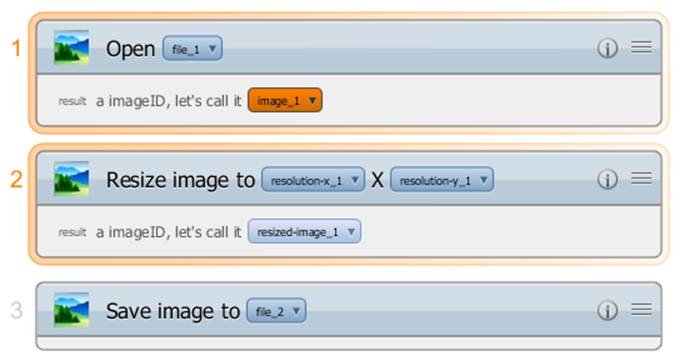 1 Open file_1
result a imageID, let's call it image_1
2 Resize image to resolution-x_1 X resolution-y_1
result a imageID, let's call it resized-image_1
3 Save image to file_2